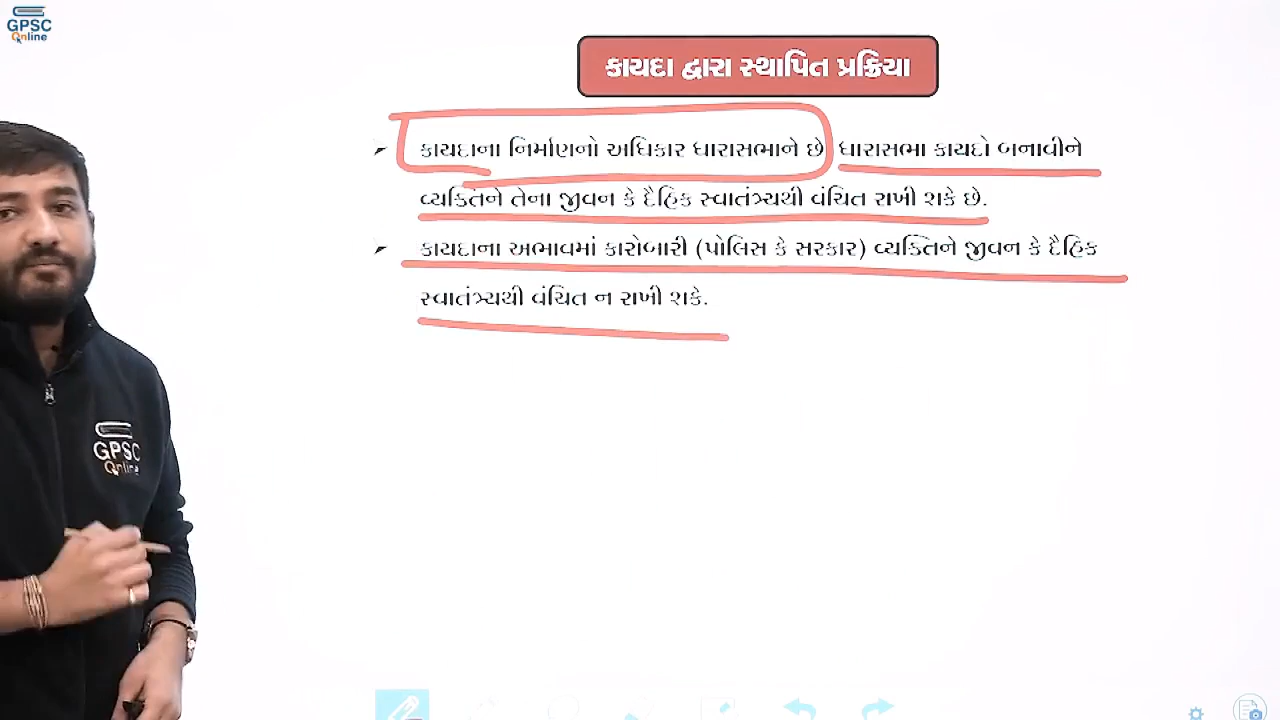 GPSC
Online
કાયદા દ્વારા સ્થાપિત પ્રક્રિયા
કાયદાના નિર્માણનો અધિકાર ધારાસભાને છે ધારાસભા કાયદો બનાવીને
વ્યક્તિને તેના જીવન કે દૈહિક સ્વાતંત્ર્યથી વંચિત રાખી શકે છે.
કાયદાના અભાવમાં કારોબારી (પોલિસ કે સરકાર) વ્યક્તિને જીવન કે દૈહિક
સ્વાતંત્ર્યથી વંચિત ન રાખી શકે.
GPSC
Online